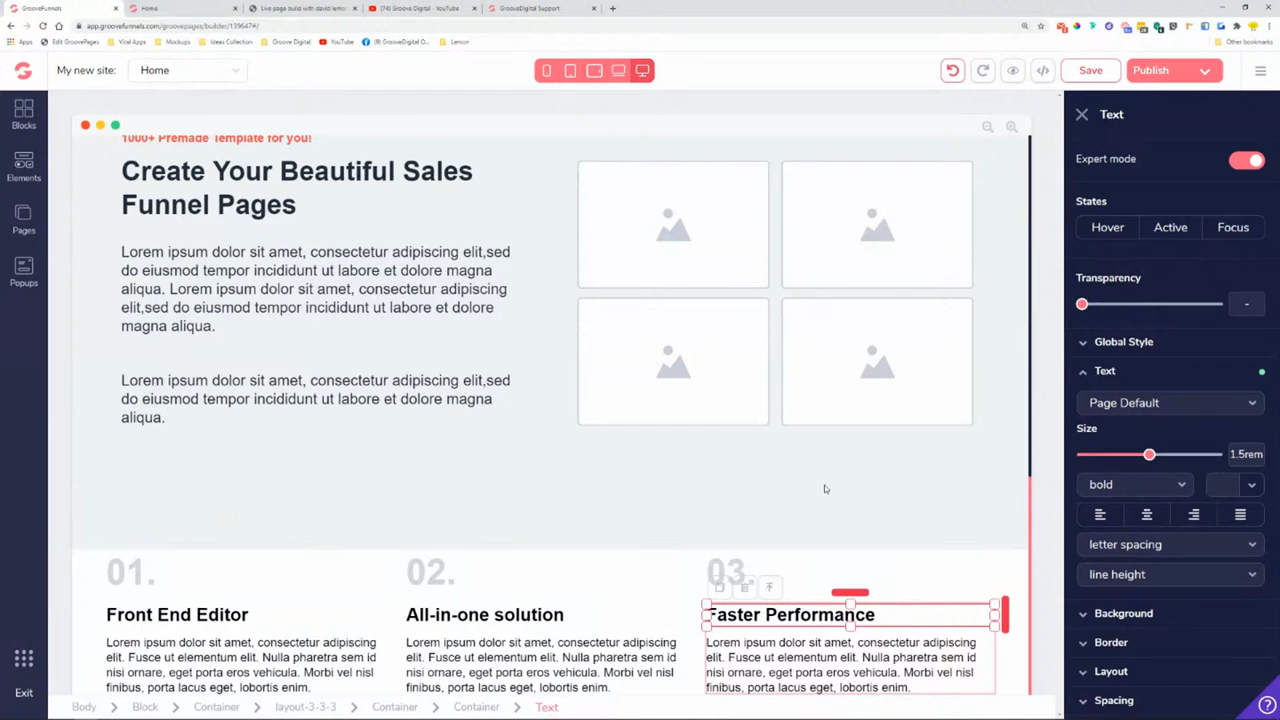 GrooveFunnels
Home
Live page build with david lemon
(74) Groove Digital - YouTube
GrooveDigital Support
app.groovefunnels.com/groovepages/builder/139647#/
Apps
Edit GroovePages
Viral Apps
Mockups
Ideas Collection
Groove Digital
YouTube
(9) GrooveDigital O...
Lemon
Other bookmarks
My new site:
Home
Save
Publish
Blocks
Elements
Pages
Popups
Exit
1000+ Premade Template for you!
Create Your Beautiful Sales
Funnel Pages
Lorem ipsum dolor sit amet, consectetur adipiscing elit,sed
do eiusmod tempor incididunt ut labore et dolore magna
aliqua. Lorem ipsum dolor sit amet, consectetur adipiscing
elit,sed do eiusmod tempor incididunt ut labore et dolore
magna aliqua.
Lorem ipsum dolor sit amet, consectetur adipiscing elit,sed
do eiusmod tempor incididunt ut labore et dolore magna
aliqua.
01.
Front End Editor
Lorem ipsum dolor sit amet, consectetur adipiscing
elit. Fusce ut elementum elit. Nulla pharetra sem id
nisi ornare, eget porta eros vehicula. Morbi vel nisl
finibus, porta lacus eget, lobortis enim.
02.
All-in-one solution
Lorem ipsum dolor sit amet, consectetur adipiscing
elit. Fusce ut elementum elit. Nulla pharetra sem id
nisi ornare, eget porta eros vehicula. Morbi vel nisl
finibus, porta lacus eget, lobortis enim.
03.
Faster Performance
Lorem ipsum dolor sit amet, consectetur adipiscing
elit. Fusce ut elementum elit. Nulla pharetra sem id
nisi ornare, eget porta eros vehicula. Morbi vel nisl
finibus, porta lacus eget, lobortis enim.
Body
Block
Container
layout-3-3-3
Container
Container
Text
Text
Expert mode
States
Hover
Active
Focus
Transparency
-
Global Style
Text
Page Default
Size
1.5rem
bold
letter spacing
line height
Background
Border
Layout
Spacing